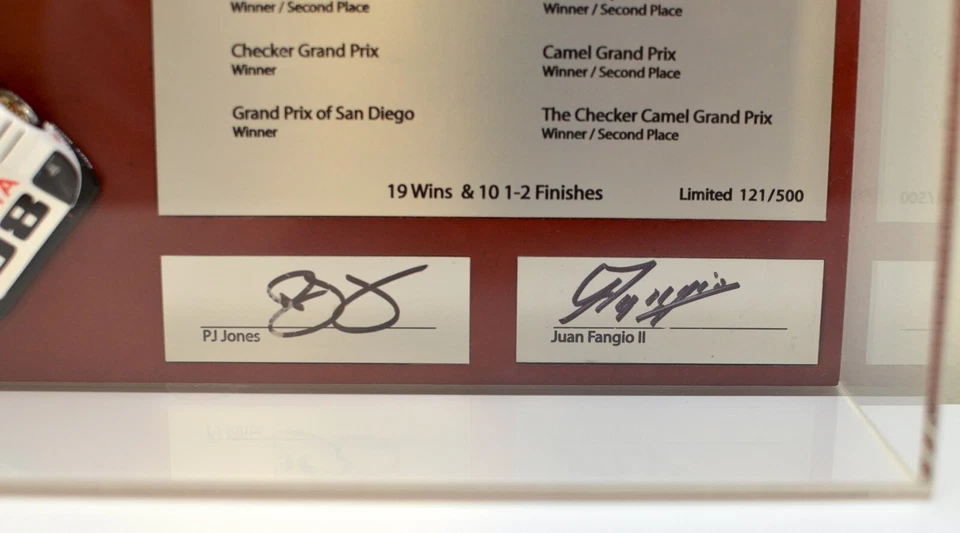 Winner / Second Place
Winner / Second Place
Checker Grand Prix
Winner
Camel Grand Prix
Winner / Second Place
Grand Prix of San Diego
Winner
The Checker Camel Grand Prix
Winner / Second Place
19 Wins & 10 1-2 Finishes
Limited 121/500
PJ Jones
Fangio
Juan Fangio II
98